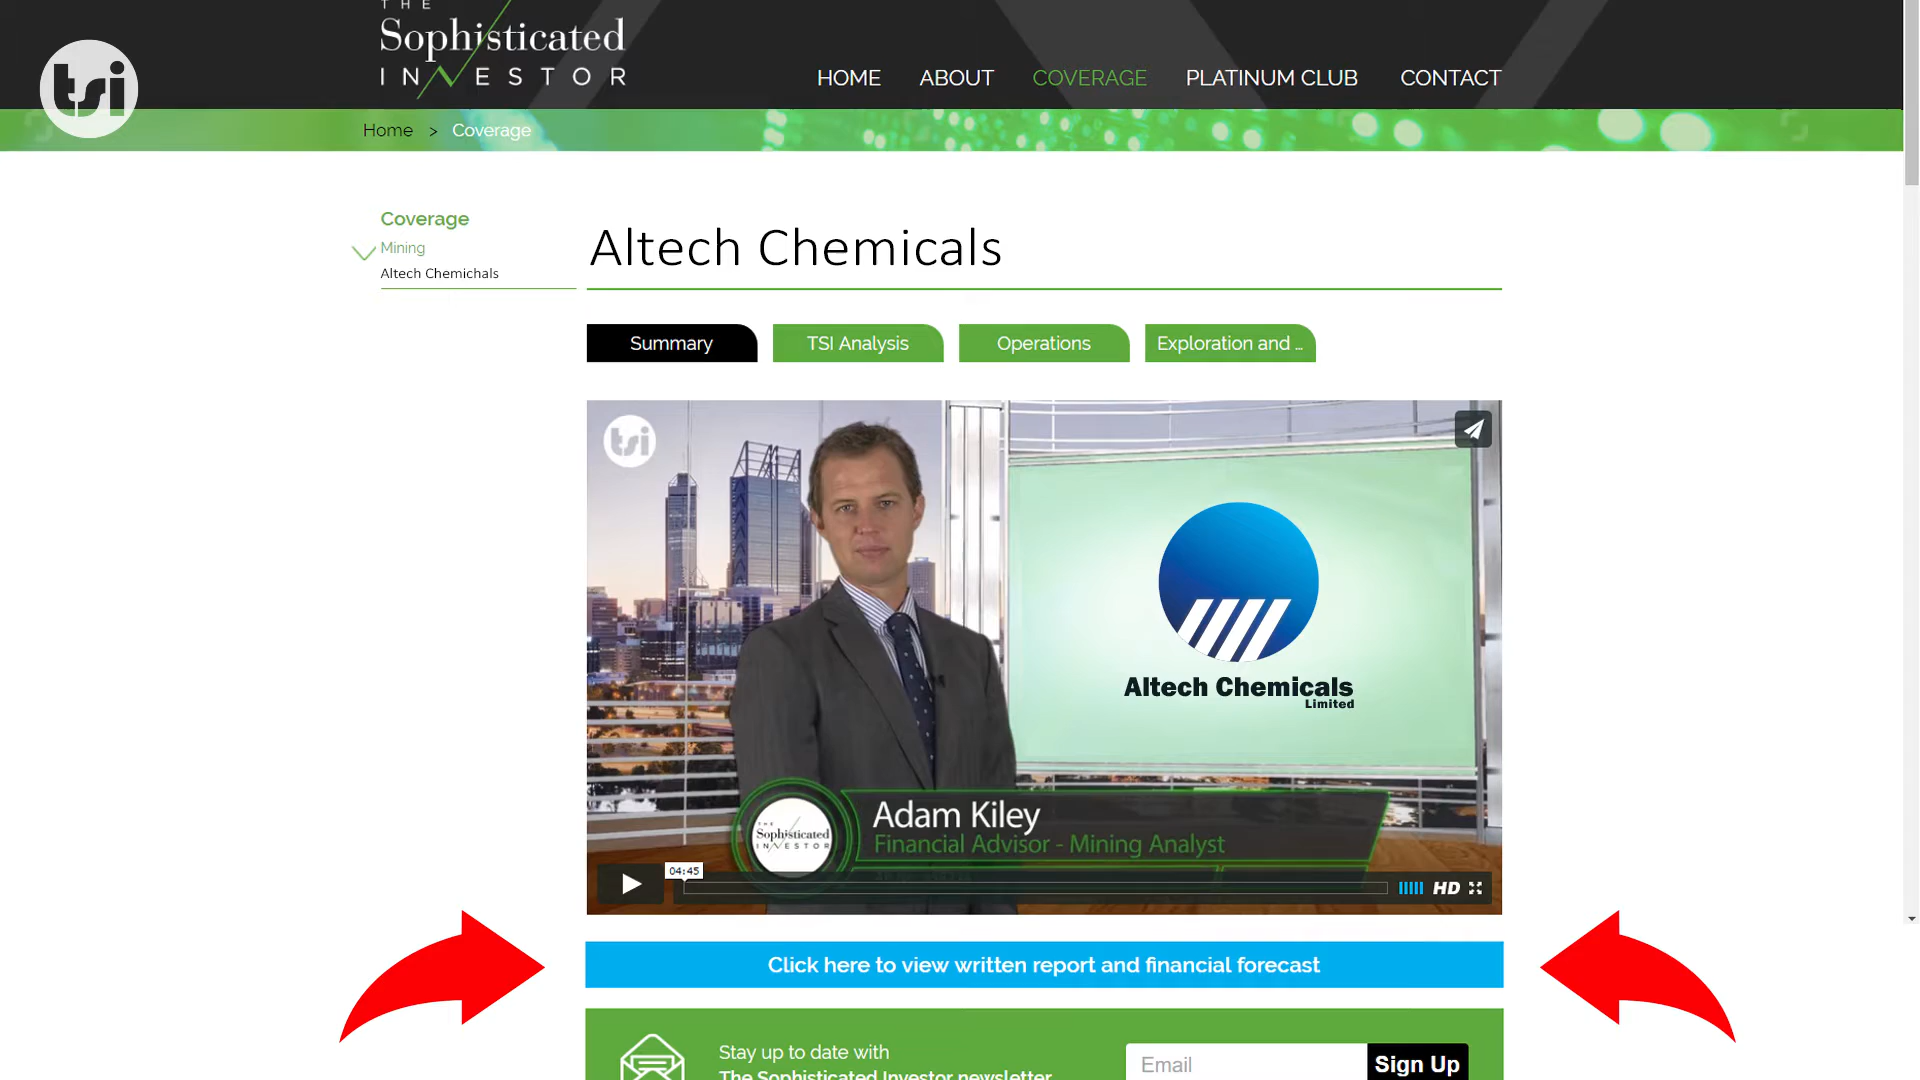 THE
Sophisticated
INVESTOR
tsi
HOME
ABOUT
COVERAGE
PLATINUM CLUB
CONTACT
Home > Coverage
Coverage
Mining
Altech Chemichals
Altech Chemicals
Summary
TSI Analysis
Operations
Exploration and ...
tsi
Altech Chemicals
Limited
THE
Sophisticated
INVESTOR
Adam Kiley
Financial Advisor - Mining Analyst
04:45
HD
Click here to view written report and financial forecast
Stay up to date with
The Sophisticated Investor newsletter
Email
Sign Up